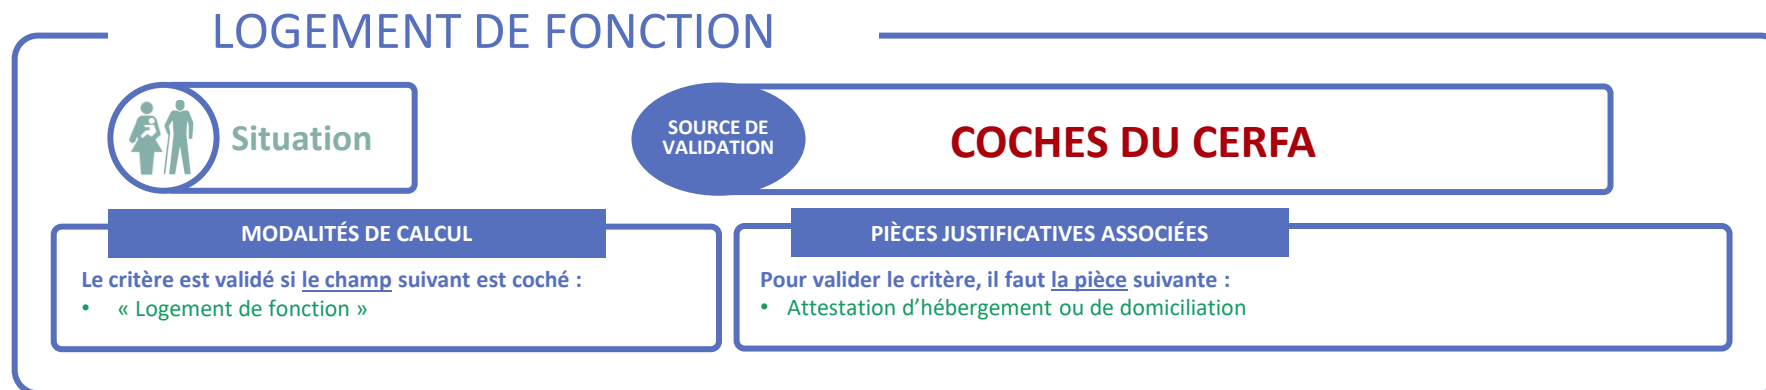 LOGEMENT DE FONCTION
Situation
SOURCE DE
VALIDATION
COCHES DU CERFA
MODALITÉS DE CALCUL
Le critère est validé si le champ suivant est coché :
• « Logement de fonction »
PIÈCES JUSTIFICATIVES ASSOCIÉES
Pour valider le critère, il faut la pièce suivante :
• Attestation d'hébergement ou de domiciliation